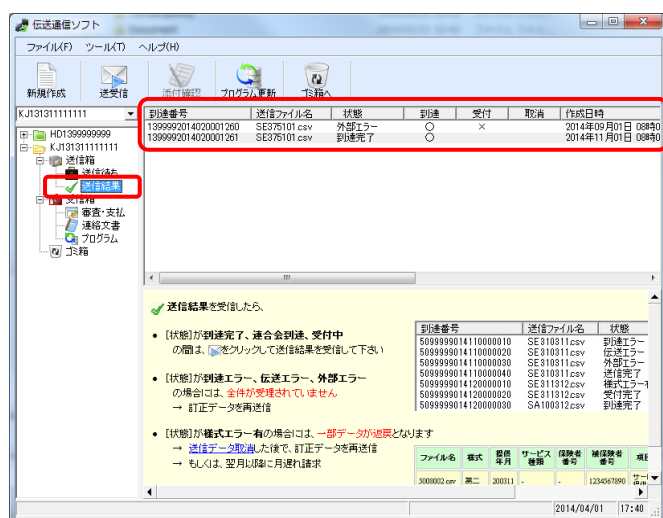 伝送通信ソフト
ファイル(F) ツール(T) ヘルプ(H)
新規作成 送受信 添付確認 プログラム更新 ゴミ箱へ
KJ131311111111
HD1399999999
KJ131311111111
送信箱
送信待ち
送信結果
受信箱
審査・支払
連絡文書
プログラム
ゴミ箱
到達番号 送信ファイル名 状態 到達 受付 取消 作成日時
1399992014020001260 SE375101.csv 外部エラー ○ × 2014年09月01日 08時0
1399992014020001261 SE375101.csv 到達完了 ○ 2014年11月01日 08時0
送信結果を受信したら、
• [状態]が到達完了、連合会到達、受付中
の間は、をクリックして送信結果を受信して下さい
• [状態]が到達エラー、伝送エラー、外部エラー
の場合には、全件が受理されていません
→ 訂正データを再送信
• [状態]が様式エラー有の場合には、一部データが返戻となります
→ 送信データ取消した後で、訂正データを再送信
→ もしくは、翌月以降に月遅れ請求
到達番号 送信ファイル名 状態
5099999014110000010 SE310311.csv 到達エラー
5099999014110000020 SE310311.csv 伝送エラー
5099999014110000030 SE310311.csv 外部エラー
5099999014110000040 SE310311.csv 送信完了
5099999014120000010 SE311312.csv 様式エラー
5099999014120000020 SE311312.csv 受付完了
5099999014120000030 SA100312.csv 到達完了
ファイル名 様式 提供年月 サービス種類 保険者番号 被保険者番号
5008002.csv 第二 200311 - - 1234567890
2014/04/01 17:40